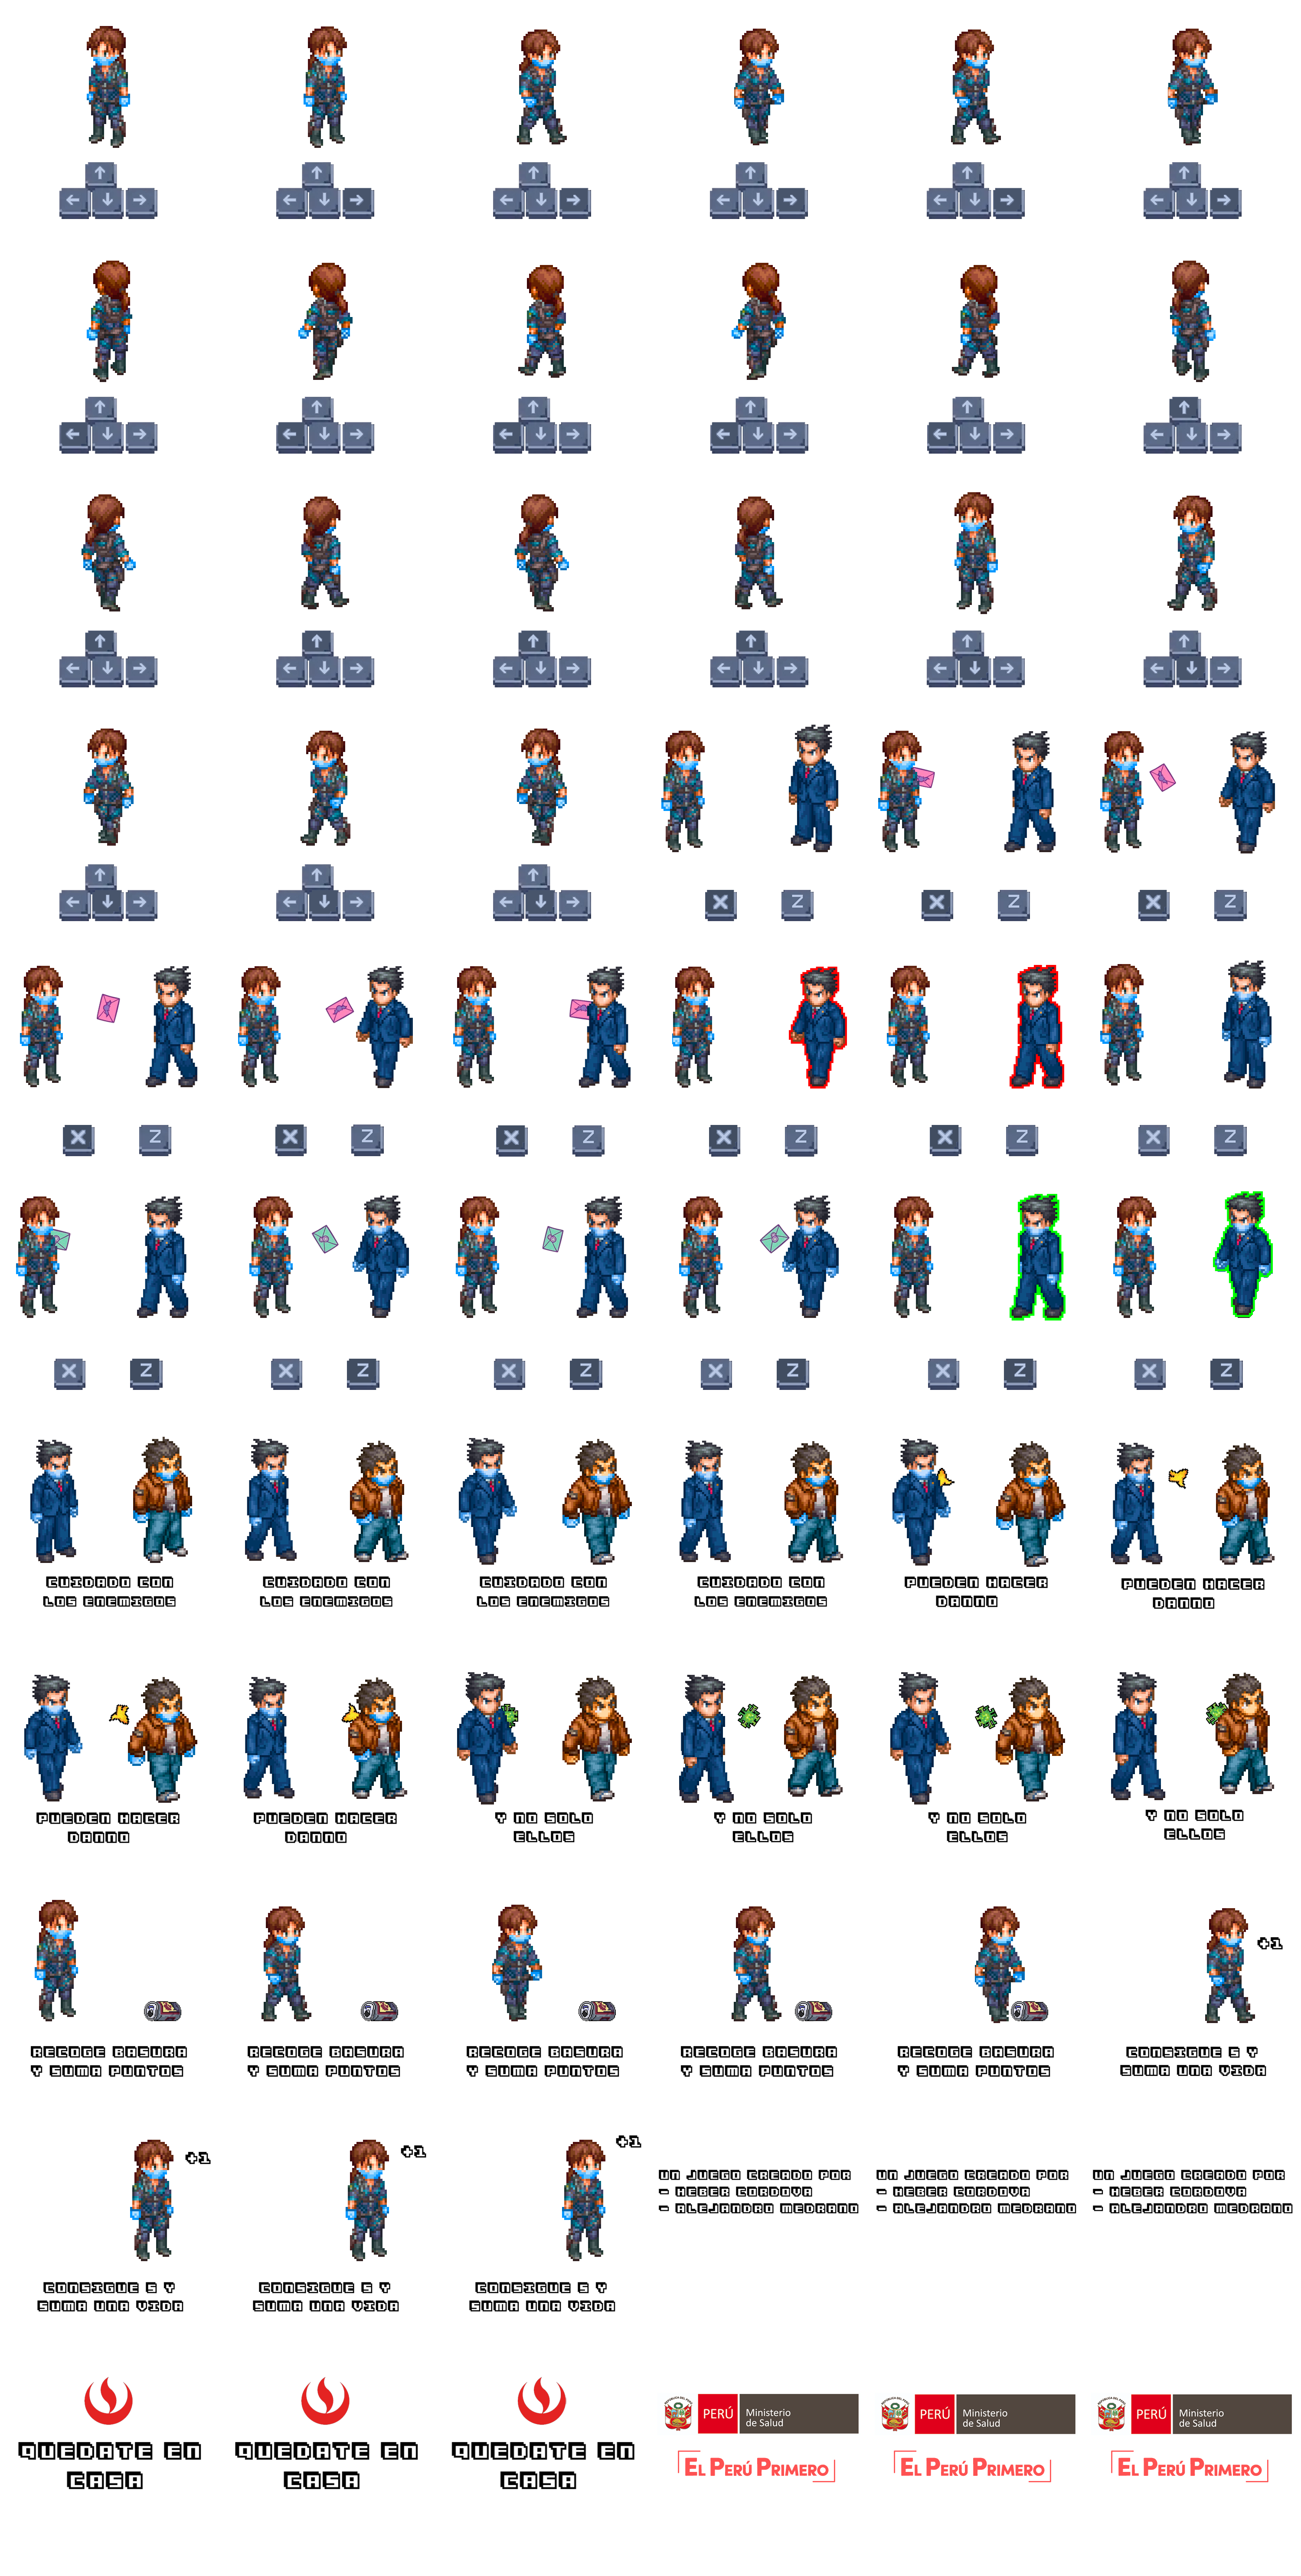 X Z X Z X Z
X Z X Z X Z X Z X Z X Z
X Z X Z X Z X Z X Z X Z
CUIDADO CON
LOS ENEMIGOS
CUIDADO CON
LOS ENEMIGOS
CUIDADO CON
LOS ENEMIGOS
CUIDADO CON
LOS ENEMIGOS
PUEDEN HACER
DANNO
PUEDEN HACER
DANNO
PUEDEN HACER
DANNO
PUEDEN HACER
DANNO
Y NO SOLO
ELLOS
Y NO SOLO
ELLOS
Y NO SOLO
ELLOS
Y NO SOLO
ELLOS
RECOGE BASURA
Y SUMA PUNTOS
RECOGE BASURA
Y SUMA PUNTOS
RECOGE BASURA
Y SUMA PUNTOS
RECOGE BASURA
Y SUMA PUNTOS
RECOGE BASURA
Y SUMA PUNTOS
+1
CONSIGUE 5 Y
SUMA UNA VIDA
+1
CONSIGUE 5 Y
SUMA UNA VIDA
+1
CONSIGUE 5 Y
SUMA UNA VIDA
+1
CONSIGUE 5 Y
SUMA UNA VIDA
UN JUEGO CREADO POR
- HEBER CORDOVA
- ALEJANDRO MEDRANO
UN JUEGO CREADO POR
- HEBER CORDOVA
- ALEJANDRO MEDRANO
UN JUEGO CREADO POR
- HEBER CORDOVA
- ALEJANDRO MEDRANO
QUEDATE EN
CASA
QUEDATE EN
CASA
QUEDATE EN
CASA
PERÚ
Ministerio
de Salud
EL PERÚ PRIMERO
PERÚ
Ministerio
de Salud
EL PERÚ PRIMERO
PERÚ
Ministerio
de Salud
EL PERÚ PRIMERO